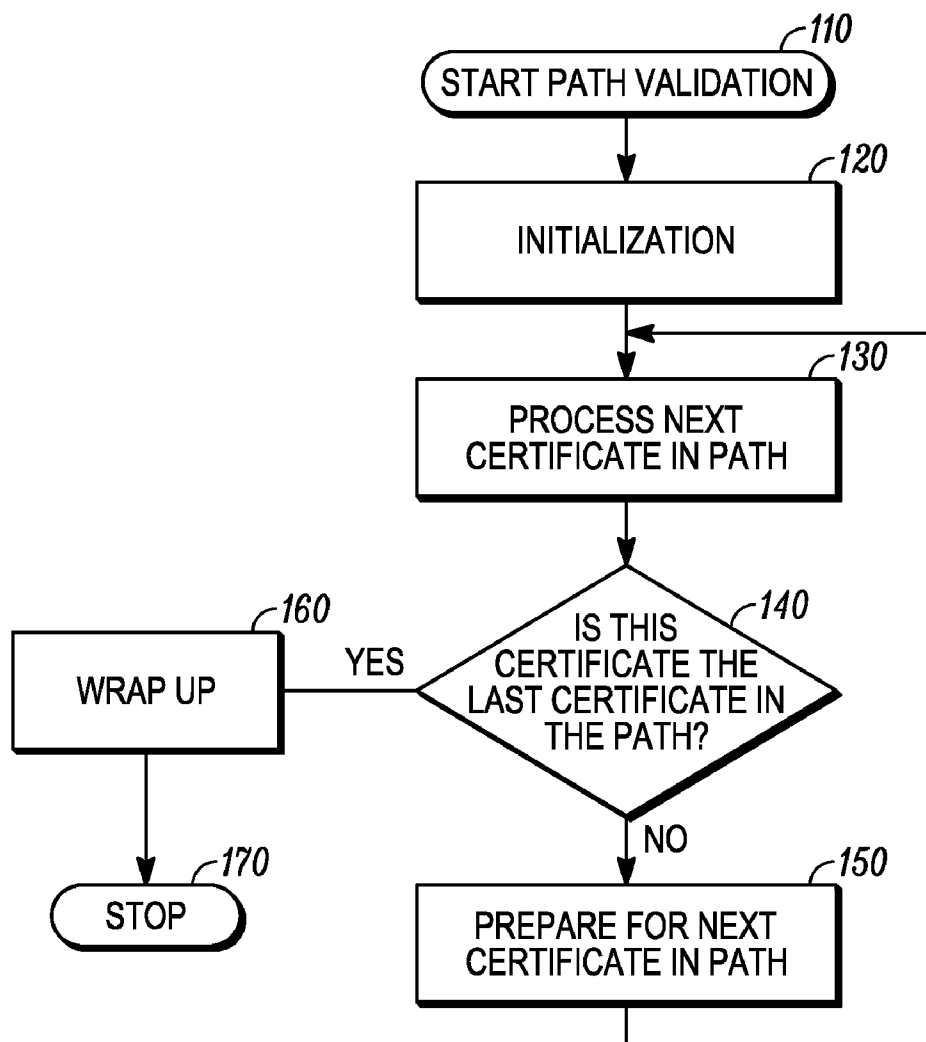 110
START PATH VALIDATION
120
INITIALIZATION
130
PROCESS NEXT
CERTIFICATE IN PATH
140
IS THIS
CERTIFICATE THE
LAST CERTIFICATE IN
THE PATH?
YES
160
WRAP UP
170
STOP
NO
150
PREPARE FOR NEXT
CERTIFICATE IN PATH